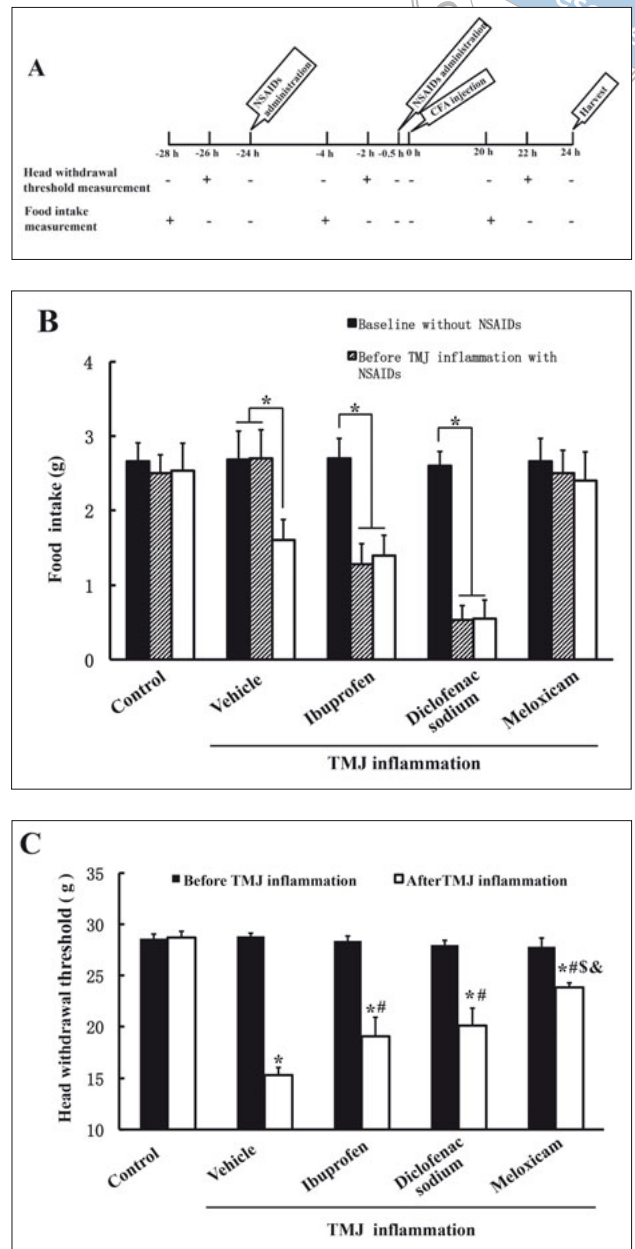 A
NSAIDs
administration
NSAIDs administration
CFA injection
Harvest
-28 h -26 h -24 h -4 h -2 h -0.5 h 0 h 20 h 22 h 24 h
Head withdrawal
threshold measurement
- + - - + - - - + -
Food intake
measurement
+ - - + - - - + - -
B
Baseline without NSAIDs
Before TMJ inflammation with
NSAIDs
Food intake (g)
4
3
2
1
0
* * *
Control
Vehicle
Ibuprofen
Diclofenac
sodium
Meloxicam
TMJ inflammation
C
Before TMJ inflammation
AfterTMJ inflammation
Head withdrawal threshold ( g )
35
30
25
20
15
10
*
*#
*#
*#$&
Control
Vehicle
Ibuprofen
Diclofenac
sodium
Meloxicam
TMJ inflammation